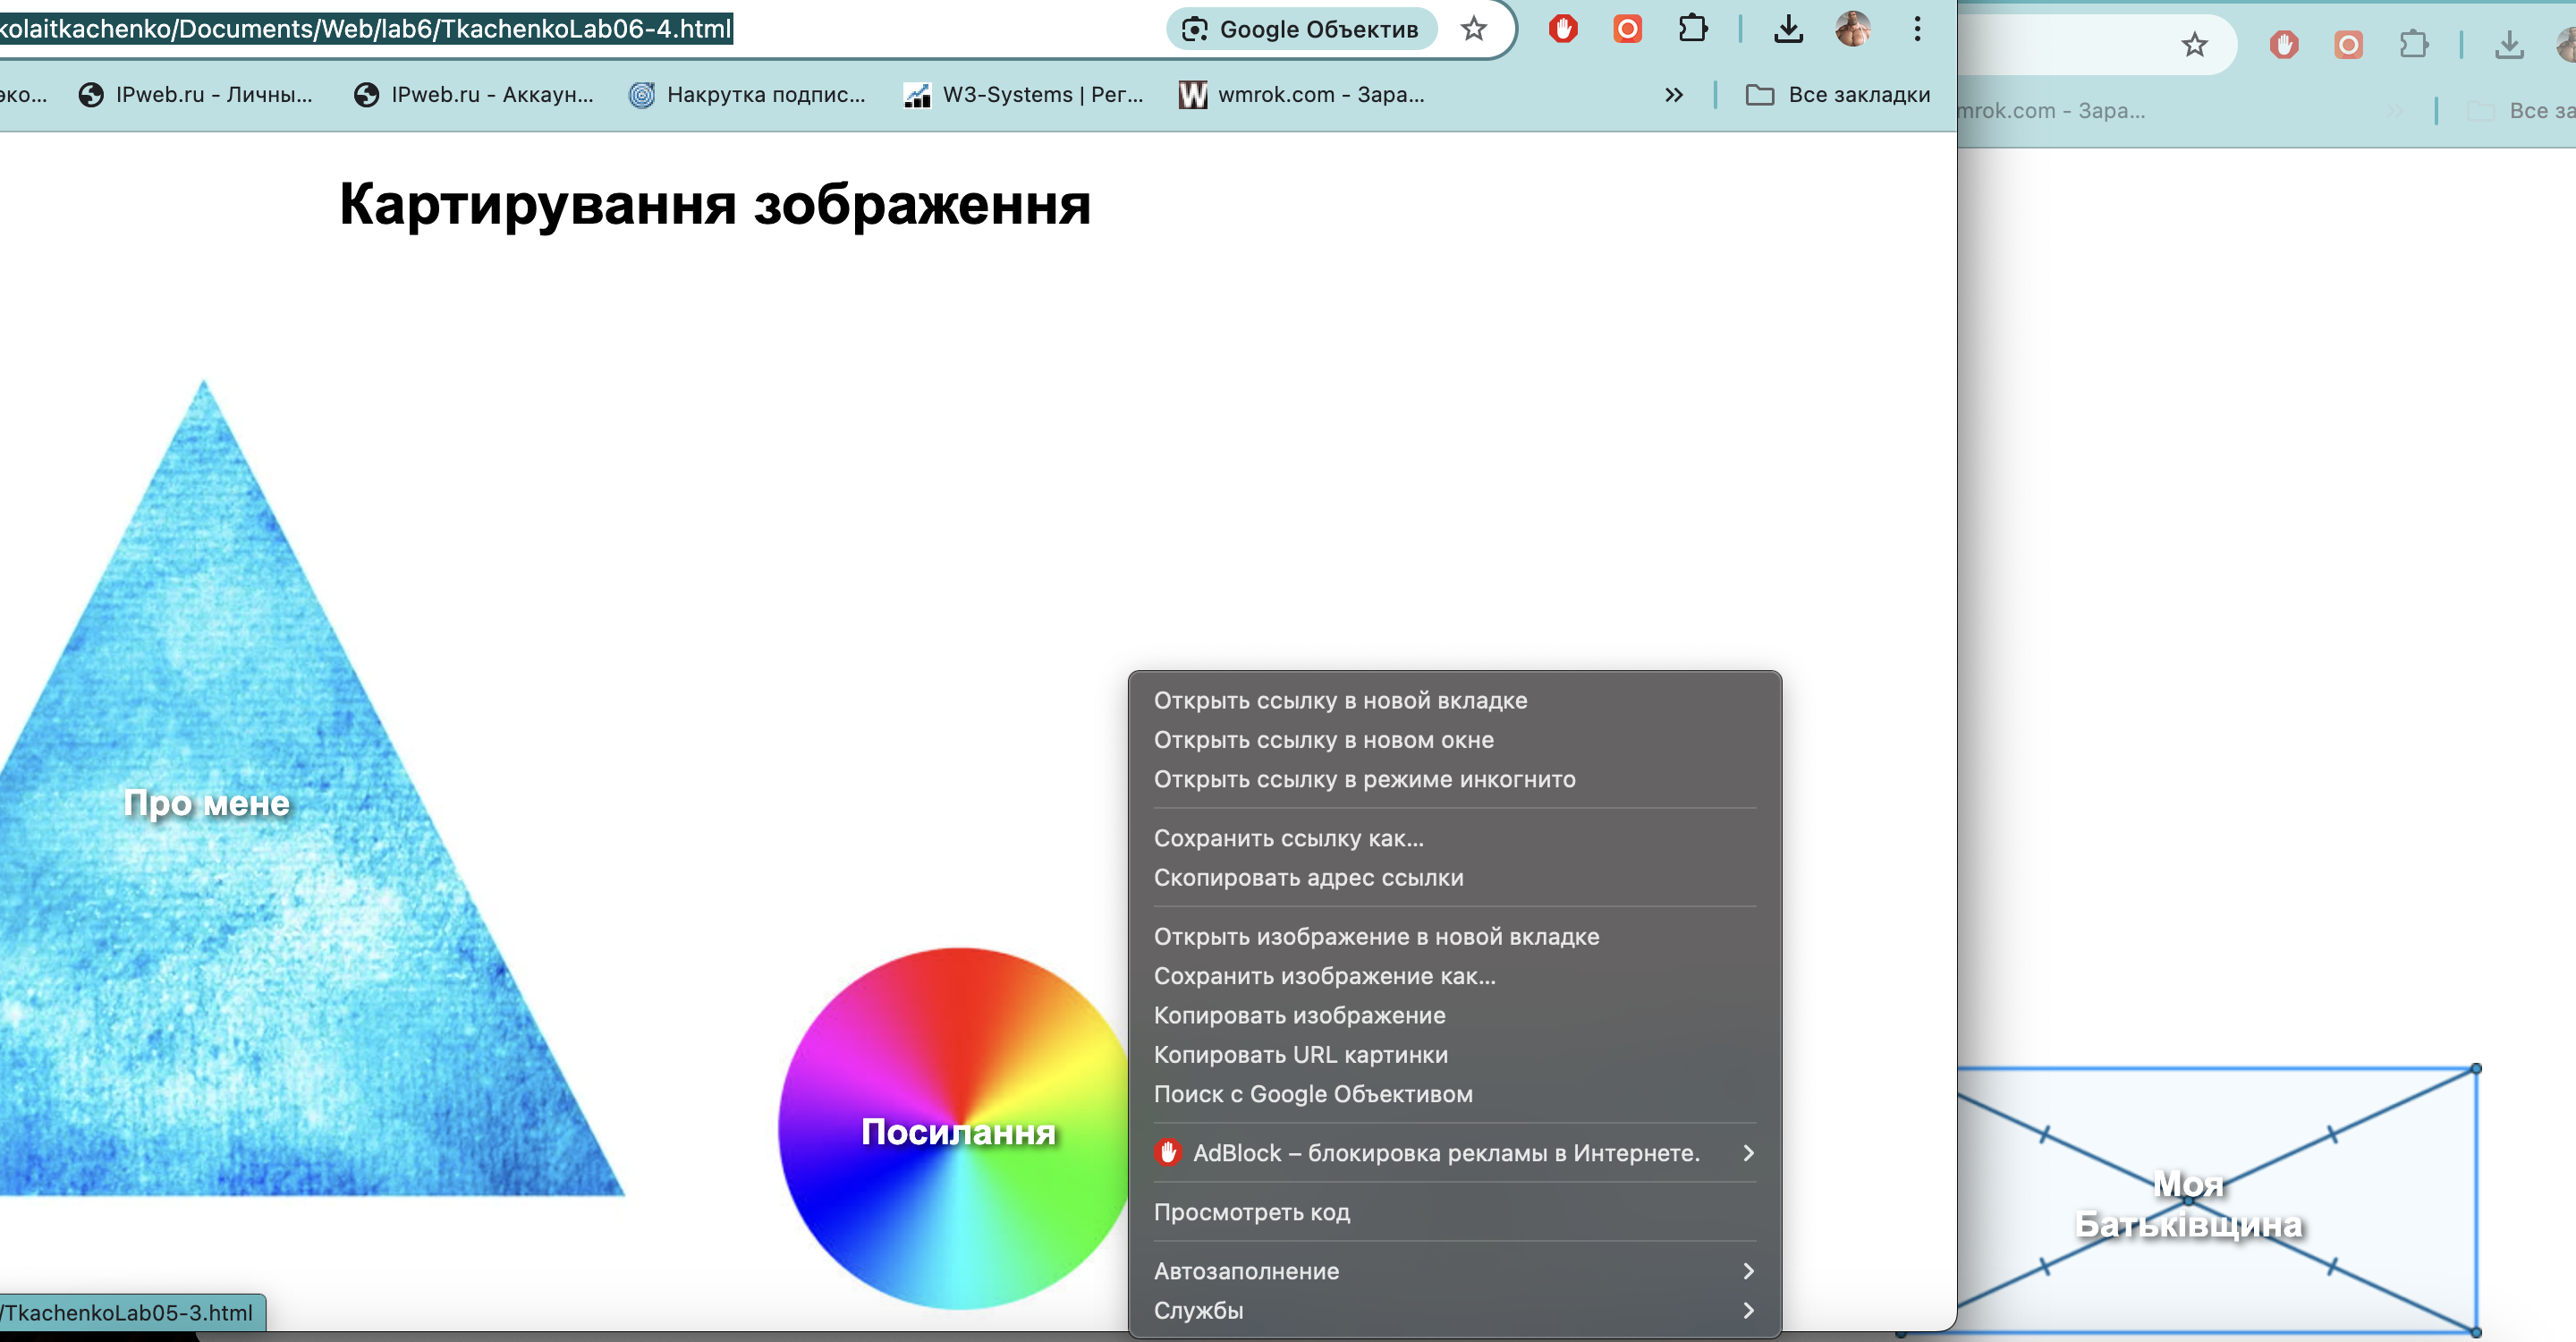 kolaitkachenko/Documents/Web/lab6/TkachenkoLab06-4.html
Google Объектив
эко...
IPweb.ru - Личны...
IPweb.ru - Аккаун...
Накрутка подпис...
W3-Systems | Рег...
wmrok.com - Зара...
Все закладки
mrok.com - Зара...
Все за
Картирування зображення
Про мене
Посилання
Открыть ссылку в новой вкладке
Открыть ссылку в новом окне
Открыть ссылку в режиме инкогнито
Сохранить ссылку как...
Скопировать адрес ссылки
Открыть изображение в новой вкладке
Сохранить изображение как...
Копировать изображение
Копировать URL картинки
Поиск с Google Объективом
AdBlock – блокировка рекламы в Интернете.
Просмотреть код
Автозаполнение
Службы
Моя
Батьківщина
/TkachenkoLab05-3.html